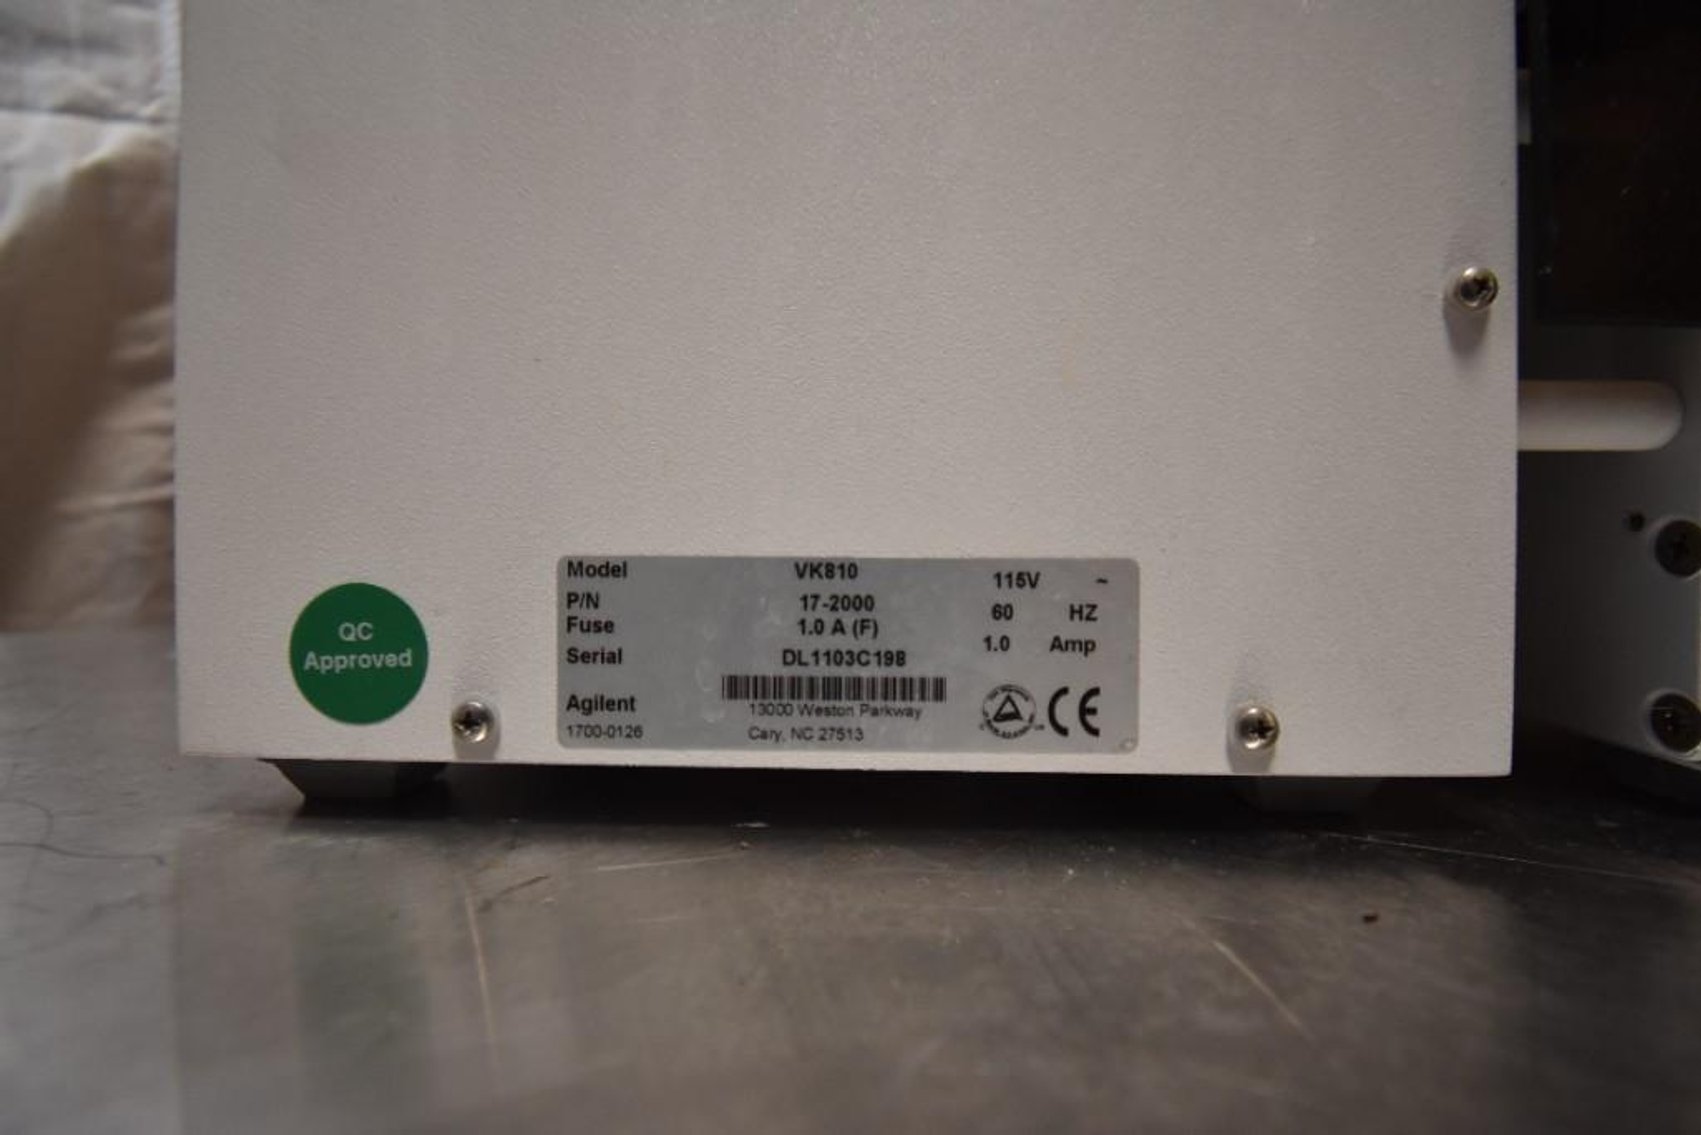 QC
Approved
Model VK810 115V ~
P/N 17-2000 60 HZ
Fuse 1.0 A (F)
1.0 Amp
Serial DL1103C198
Agilent 13000 Weston Parkway
1700-0126 Cary, NC 27513
CE